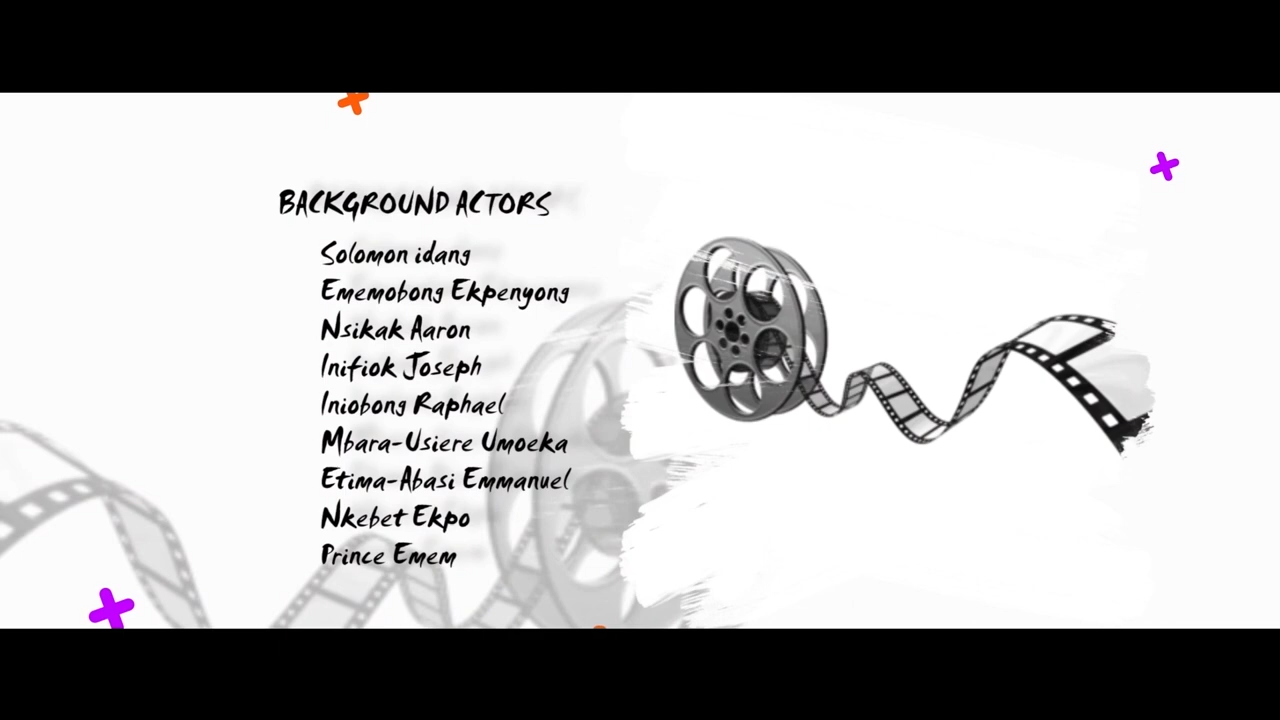 BACKGROUND ACTORS
Solomon idang
Ememobong Ekpenyong
Nsikak Aaron
Inifiok Joseph
Iniobong Raphael
Mbara-Usiere Umoeka
Etima-Abasi Emmanuel
Nkebet Ekpo
Prince Emem